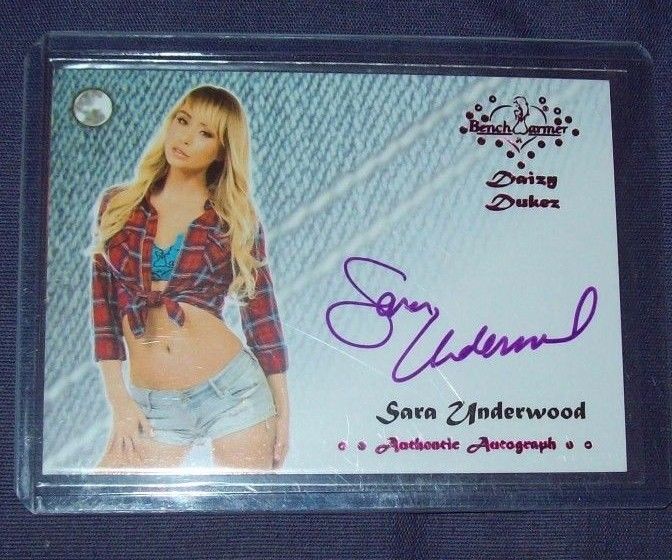 BenchWarmer
Daizy
Dukez
Sara Underwood
Sara Underwood
Authentic Autograph